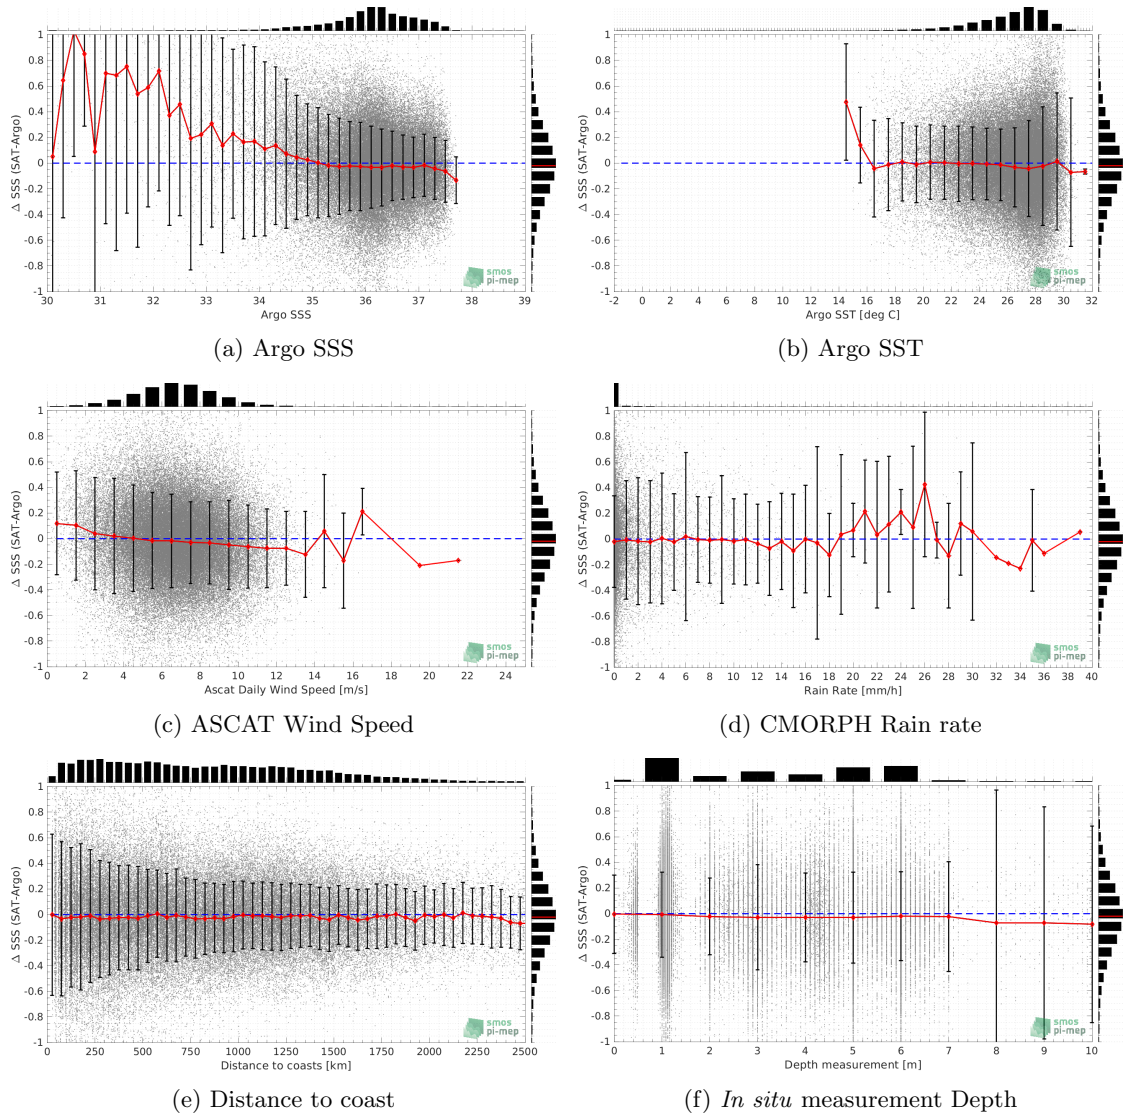 1
0.8
0.6
0.4
0.2
0
-0.2
-0.4
-0.6
-0.8
-1
Δ SSS (SAT-Argo)
30 31 32 33 34 35 36 37 38 39
Argo SSS
smos
pi-mep
(a) Argo SSS
1
0.8
0.6
0.4
0.2
0
-0.2
-0.4
-0.6
-0.8
-1
Δ SSS (SAT-Argo)
-2 0 2 4 6 8 10 12 14 16 18 20 22 24 26 28 30 32
Argo SST [deg C]
smos
pi-mep
(b) Argo SST
1
0.8
0.6
0.4
0.2
0
-0.2
-0.4
-0.6
-0.8
-1
Δ SSS (SAT-Argo)
0 2 4 6 8 10 12 14 16 18 20 22 24
Ascat Daily Wind Speed [m/s]
smos
pi-mep
(c) ASCAT Wind Speed
1
0.8
0.6
0.4
0.2
0
-0.2
-0.4
-0.6
-0.8
-1
Δ SSS (SAT-Argo)
0 2 4 6 8 10 12 14 16 18 20 22 24 26 28 30 32 34 36 38 40
Rain Rate [mm/h]
smos
pi-mep
(d) CMORPH Rain rate
1
0.8
0.6
0.4
0.2
0
-0.2
-0.4
-0.6
-0.8
-1
Δ SSS (SAT-Argo)
0 250 500 750 1000 1250 1500 1750 2000 2250 2500
Distance to coasts [km]
smos
pi-mep
(e) Distance to coast
1
0.8
0.6
0.4
0.2
0
-0.2
-0.4
-0.6
-0.8
-1
Δ SSS (SAT-Argo)
0 1 2 3 4 5 6 7 8 9 10
Depth measurement [m]
smos
pi-mep
(f) In situ measurement Depth